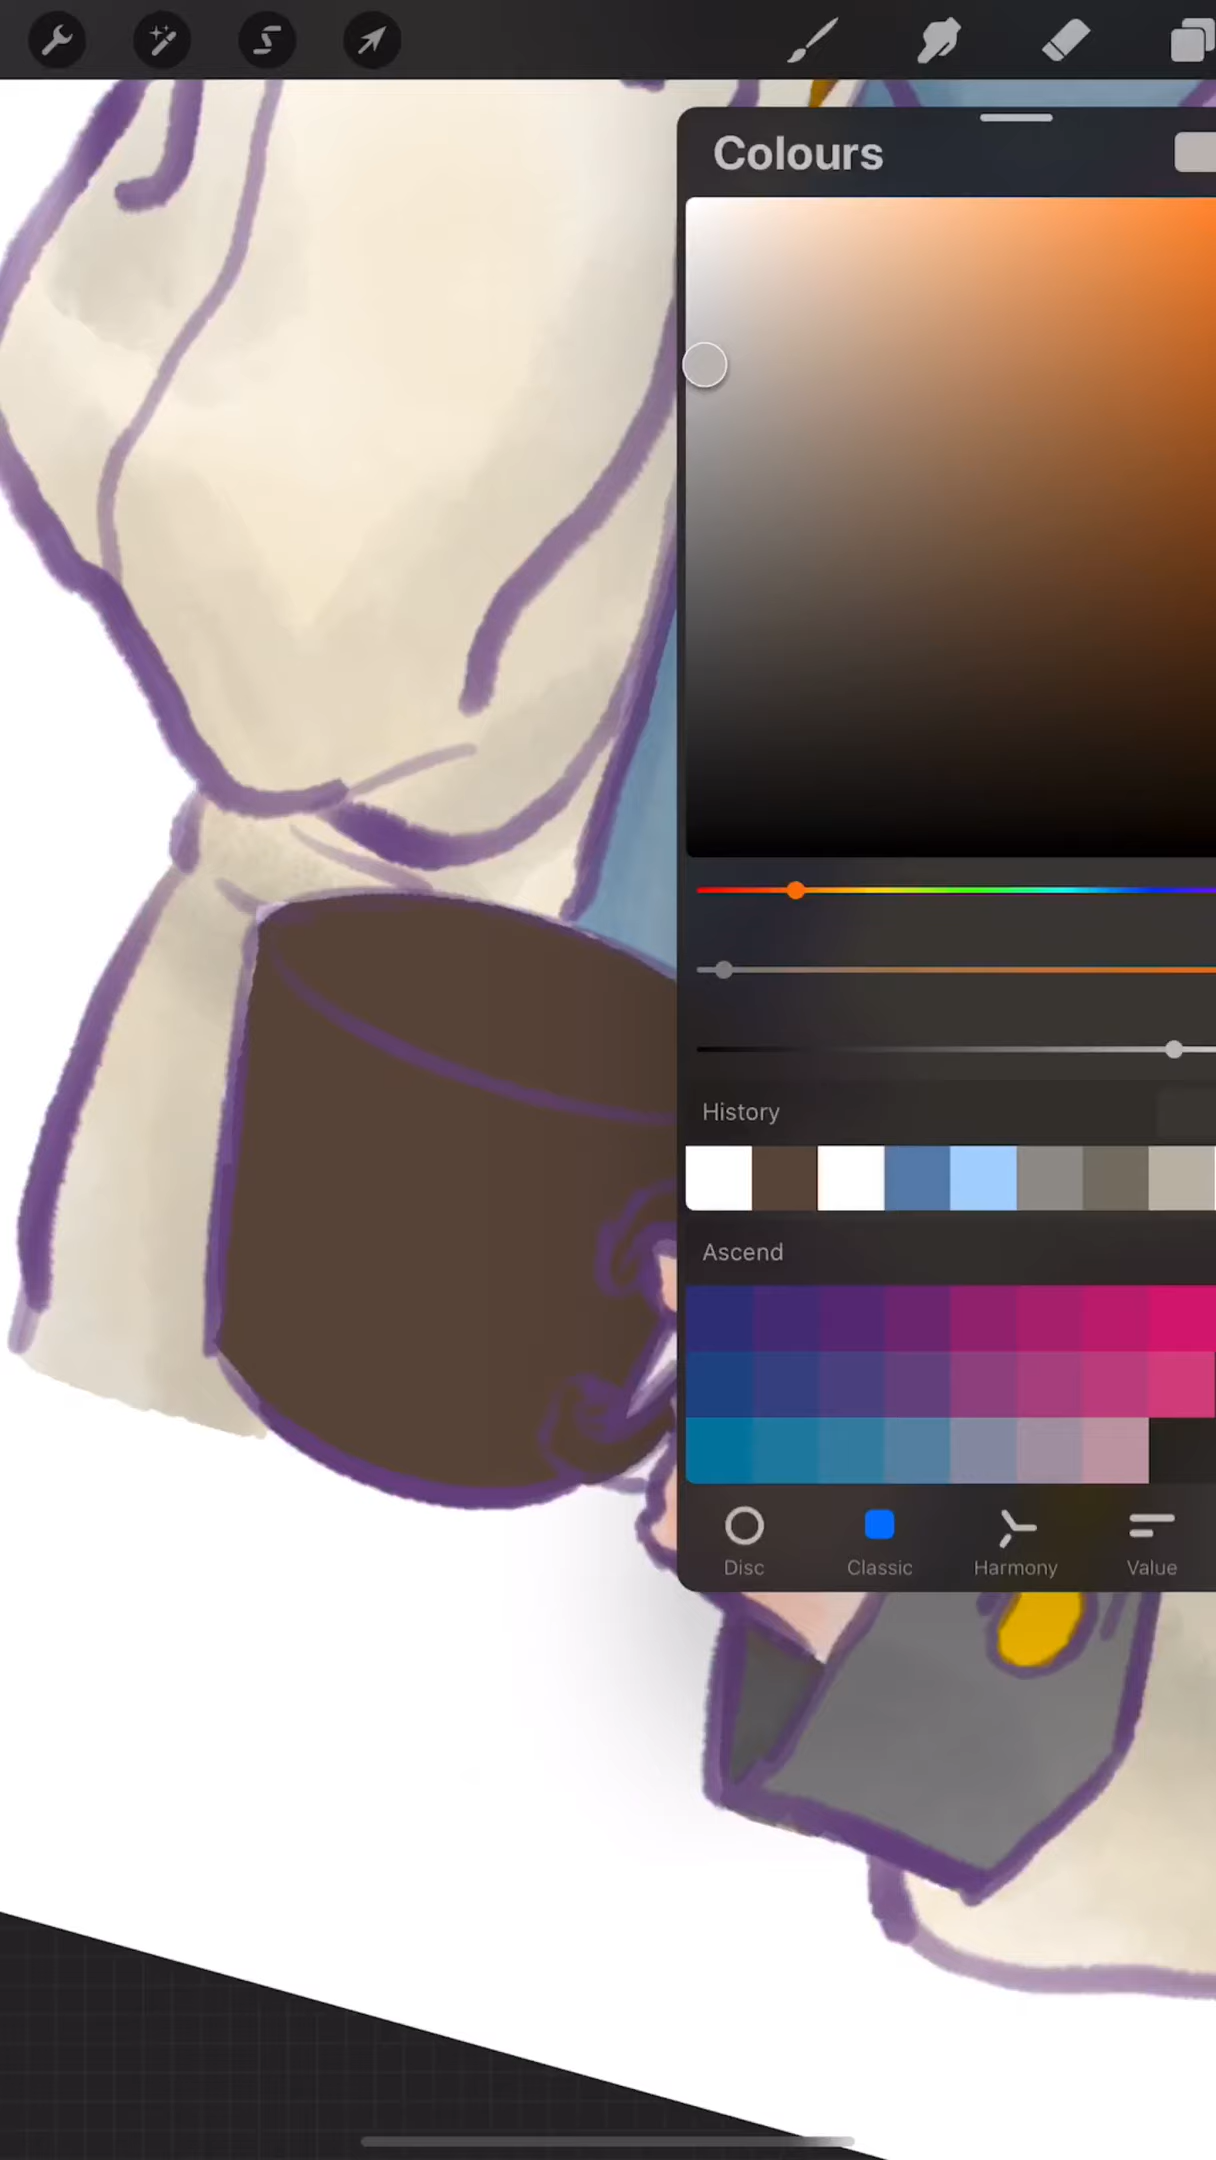 Colours
History
Ascend
Disc
Classic
Harmony
Value